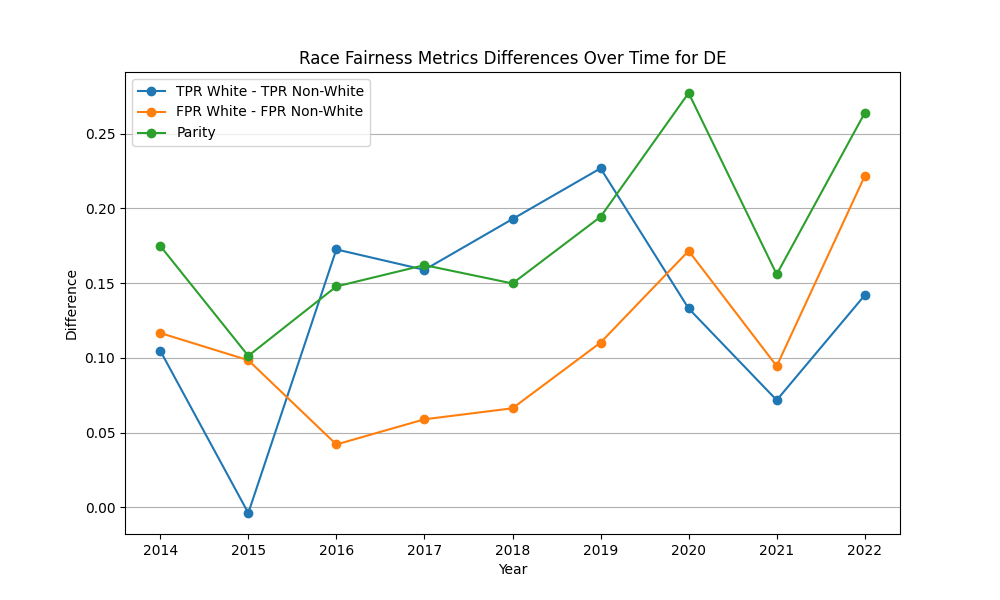 Race Fairness Metrics Differences Over Time for DE
TPR White - TPR Non-White
FPR White - FPR Non-White
Parity
Difference
0.25
0.20
0.15
0.10
0.05
0.00
2014 2015 2016 2017 2018 2019 2020 2021 2022
Year